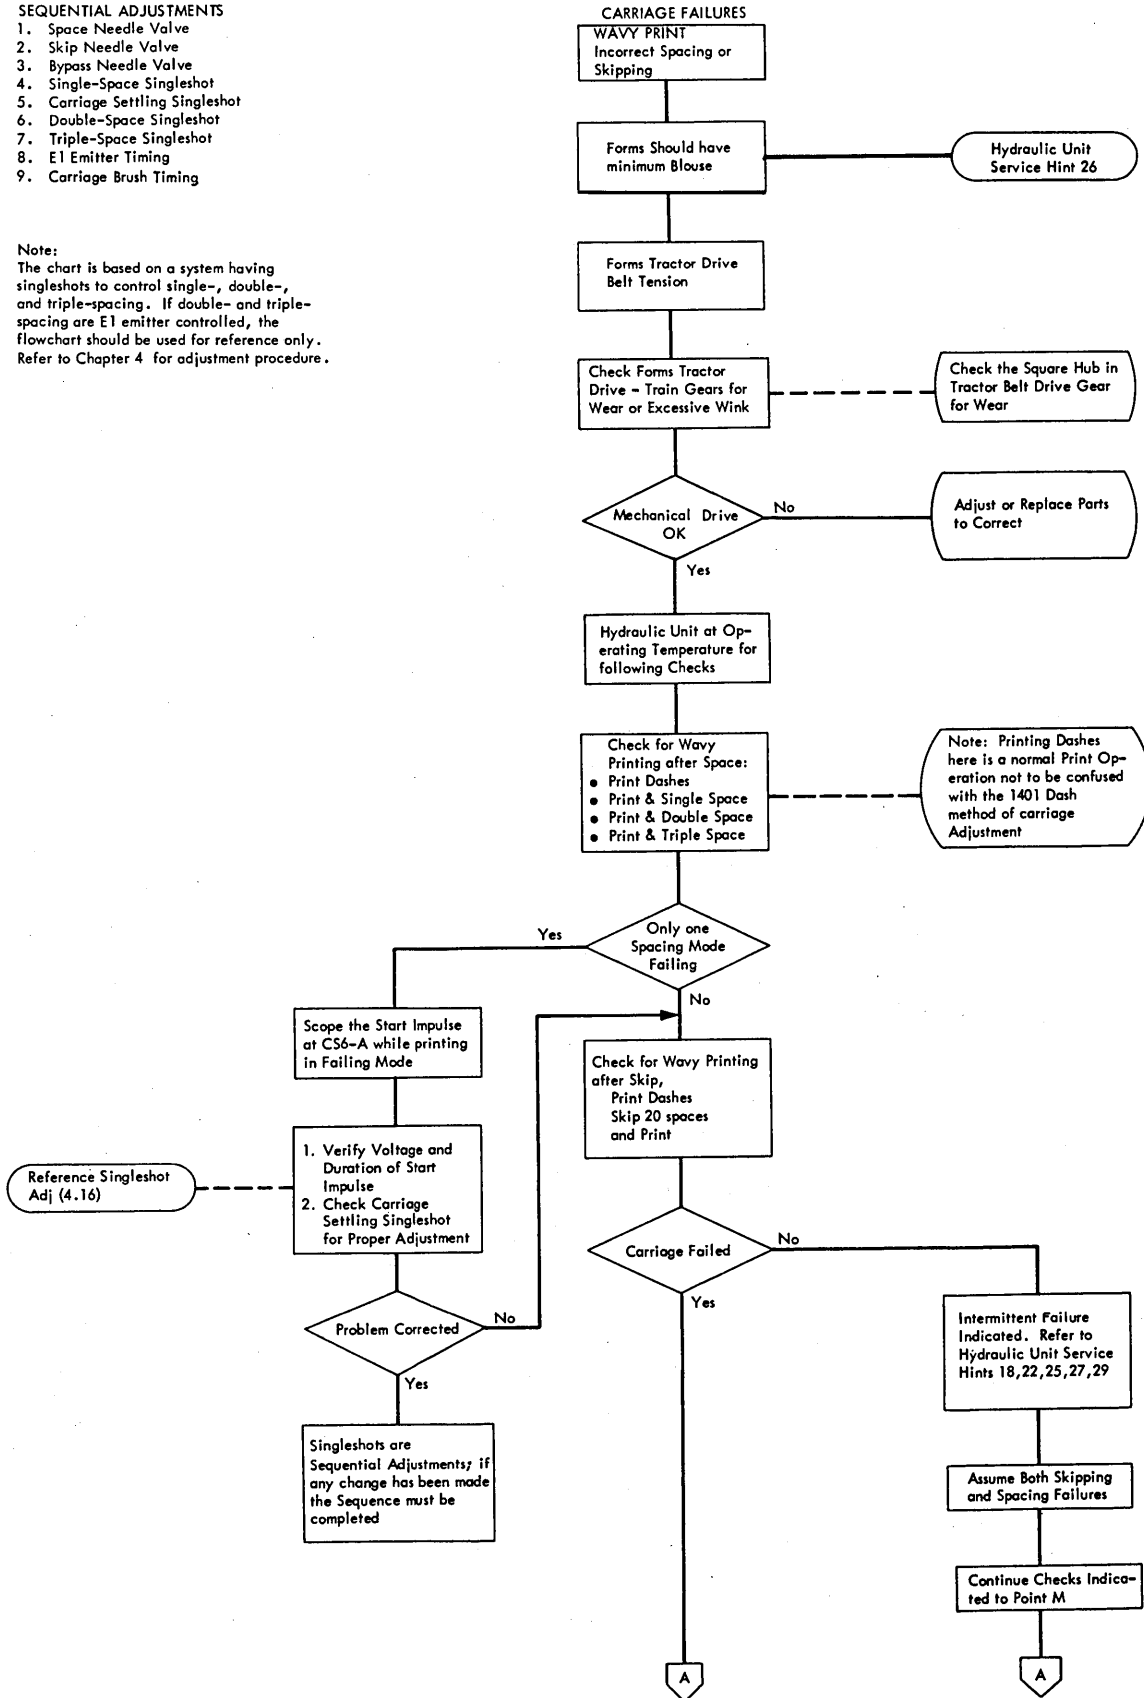 SEQUENTIAL ADJUSTMENTS
1. Space Needle Valve
2. Skip Needle Valve
3. Bypass Needle Valve
4. Single-Space Singleshot
5. Carriage Settling Singleshot
6. Double-Space Singleshot
7. Triple-Space Singleshot
8. E1 Emitter Timing
9. Carriage Brush Timing
Note:
The chart is based on a system having
singleshots to control single-, double-,
and triple-spacing. If double- and triple-
spacing are E1 emitter controlled, the
flowchart should be used for reference only.
Refer to Chapter 4 for adjustment procedure.
CARRIAGE FAILURES
WAVY PRINT
Incorrect Spacing or
Skipping
Forms Should have
minimum Blouse
Hydraulic Unit
Service Hint 26
Forms Tractor Drive
Belt Tension
Check Forms Tractor
Drive - Train Gears for
Wear or Excessive Wink
Check the Square Hub in
Tractor Belt Drive Gear
for Wear
Mechanical Drive
OK
No
Adjust or Replace Parts
to Correct
Yes
Hydraulic Unit at Op-
erating Temperature for
following Checks
Check for Wavy
Printing after Space:
• Print Dashes
• Print & Single Space
• Print & Double Space
• Print & Triple Space
Note: Printing Dashes
here is a normal Print Op-
eration not to be confused
with the 1401 Dash
method of carriage
Adjustment
Only one
Spacing Mode
Failing
Yes
No
Scope the Start Impulse
at CS6-A while printing
in Failing Mode
Check for Wavy Printing
after Skip,
Print Dashes
Skip 20 spaces
and Print
1. Verify Voltage and
Duration of Start
Impulse
2. Check Carriage
Settling Singleshot
for Proper Adjustment
Reference Singleshot
Adj (4.16)
Carriage Failed
No
Yes
Problem Corrected
No
Yes
Intermittent Failure
Indicated. Refer to
Hydraulic Unit Service
Hints 18,22,25,27,29
Singleshots are
Sequential Adjustments; if
any change has been made
the Sequence must be
completed
Assume Both Skipping
and Spacing Failures
Continue Checks Indica-
ted to Point M
A
A